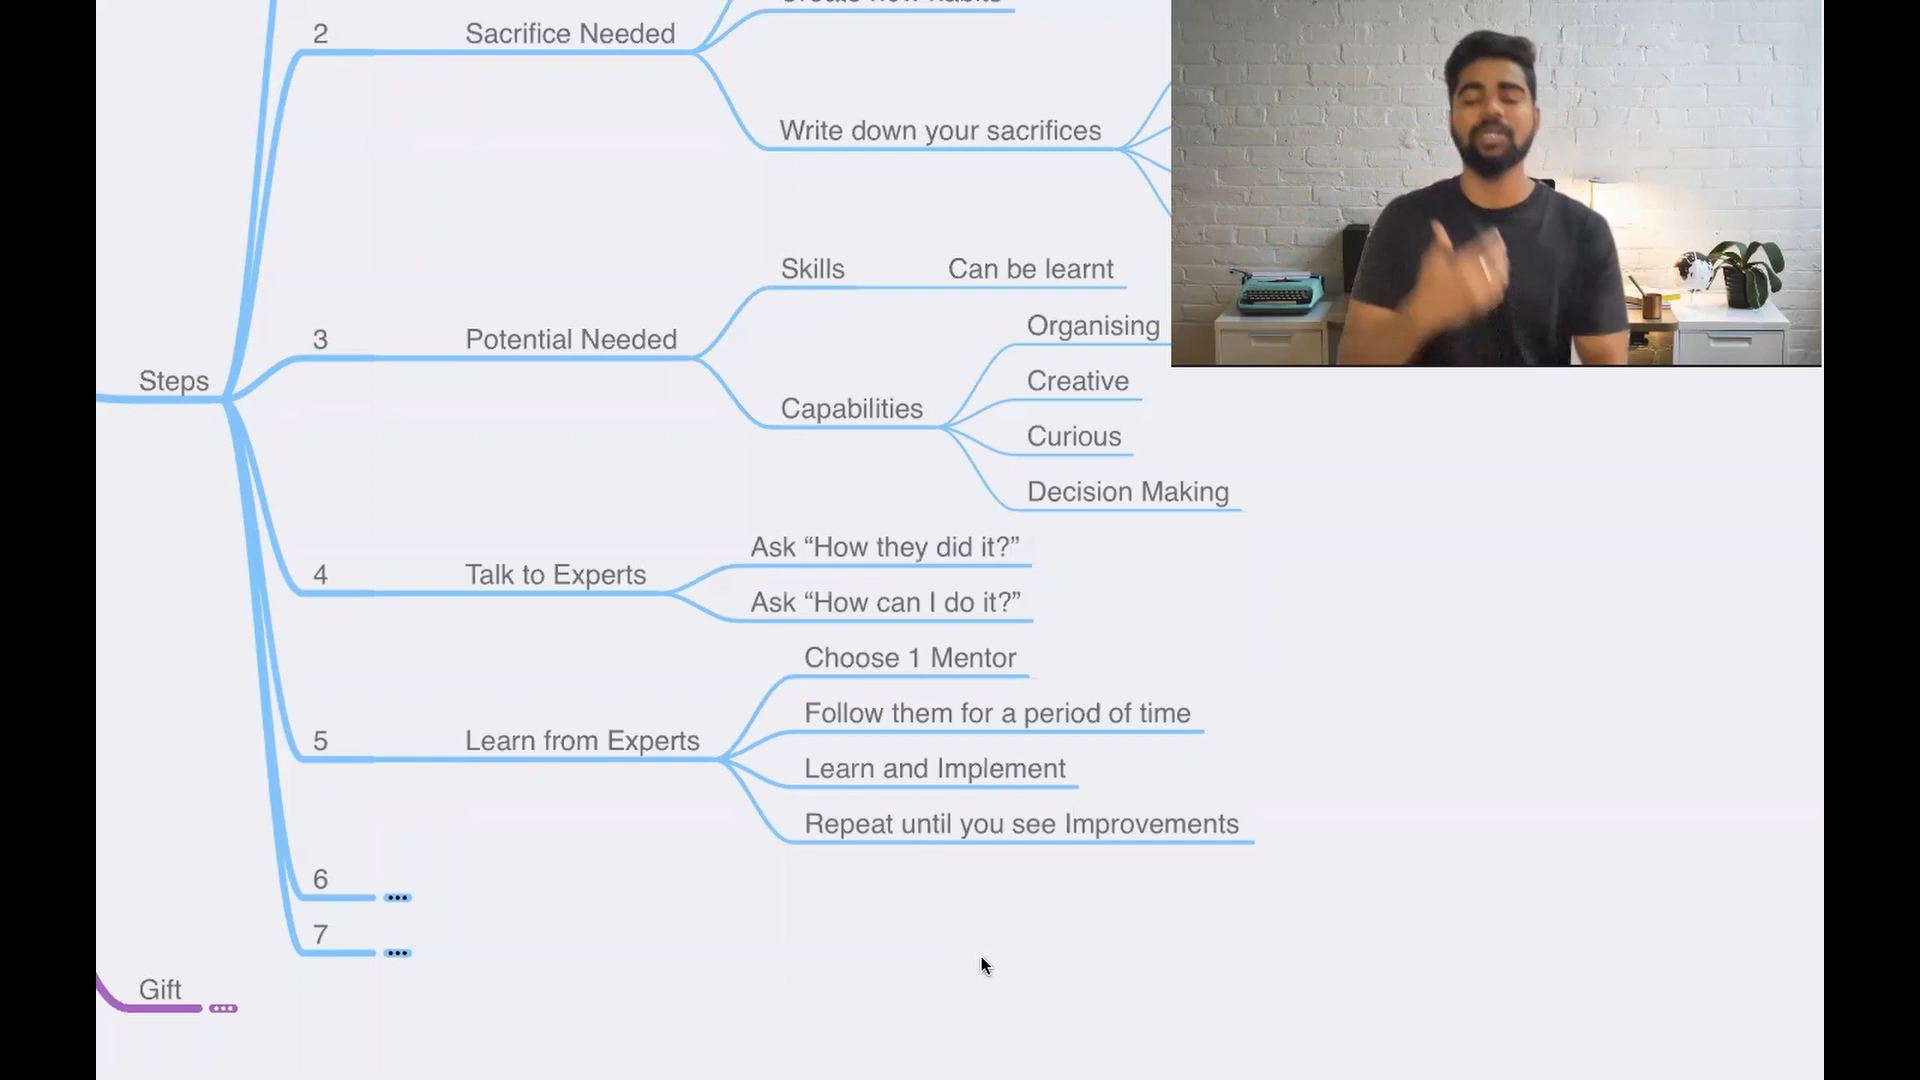 Create new habits
2
Sacrifice Needed
Write down your sacrifices
Skills
Can be learnt
3
Potential Needed
Organising
Steps
Creative
Capabilities
Curious
Decision Making
Ask “How they did it?”
4
Talk to Experts
Ask “How can I do it?”
Choose 1 Mentor
Follow them for a period of time
5
Learn from Experts
Learn and Implement
Repeat until you see Improvements
6
7
Gift